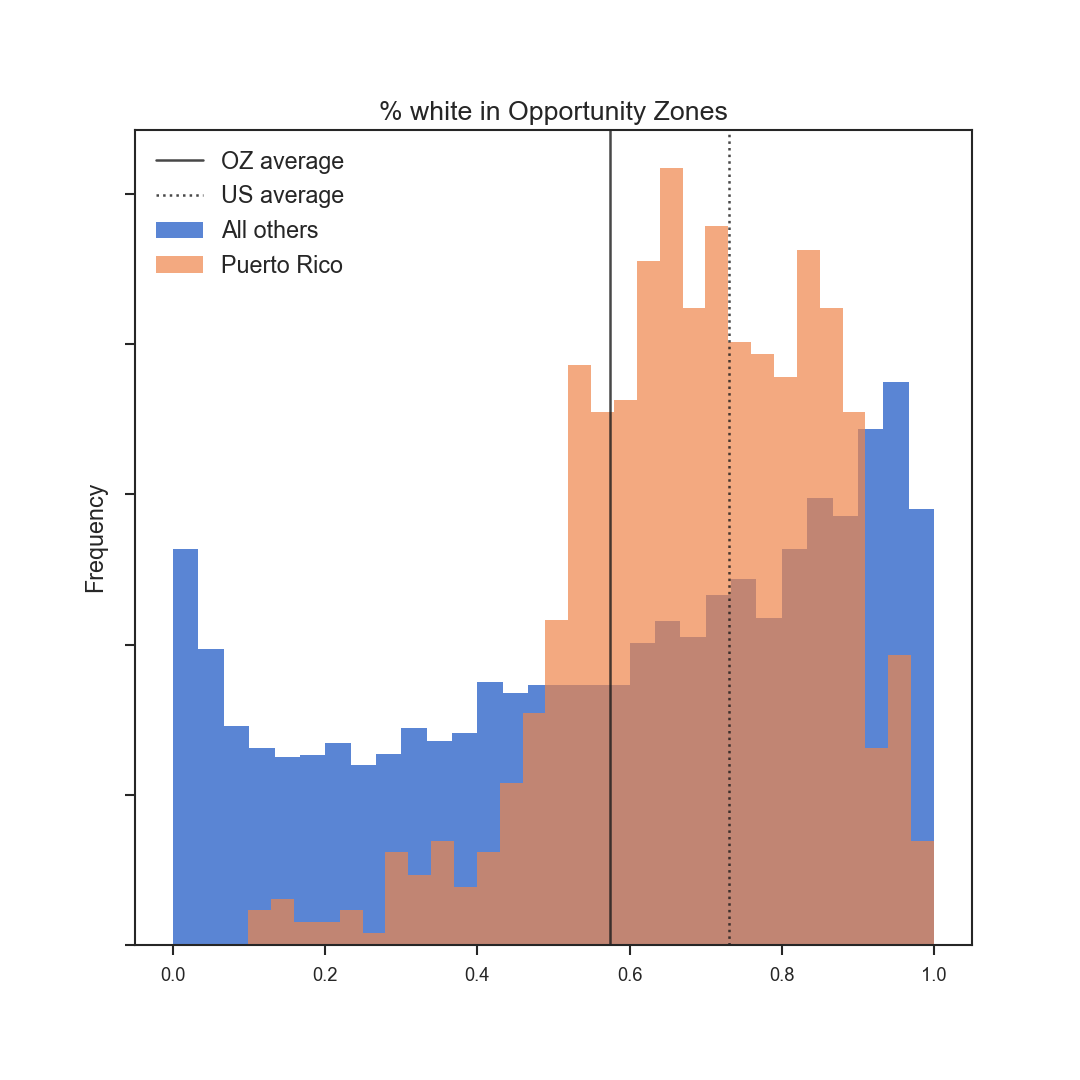 % white in Opportunity Zones
OZ average
US average
All others
Puerto Rico
Frequency
0.0 0.2 0.4 0.6 0.8 1.0